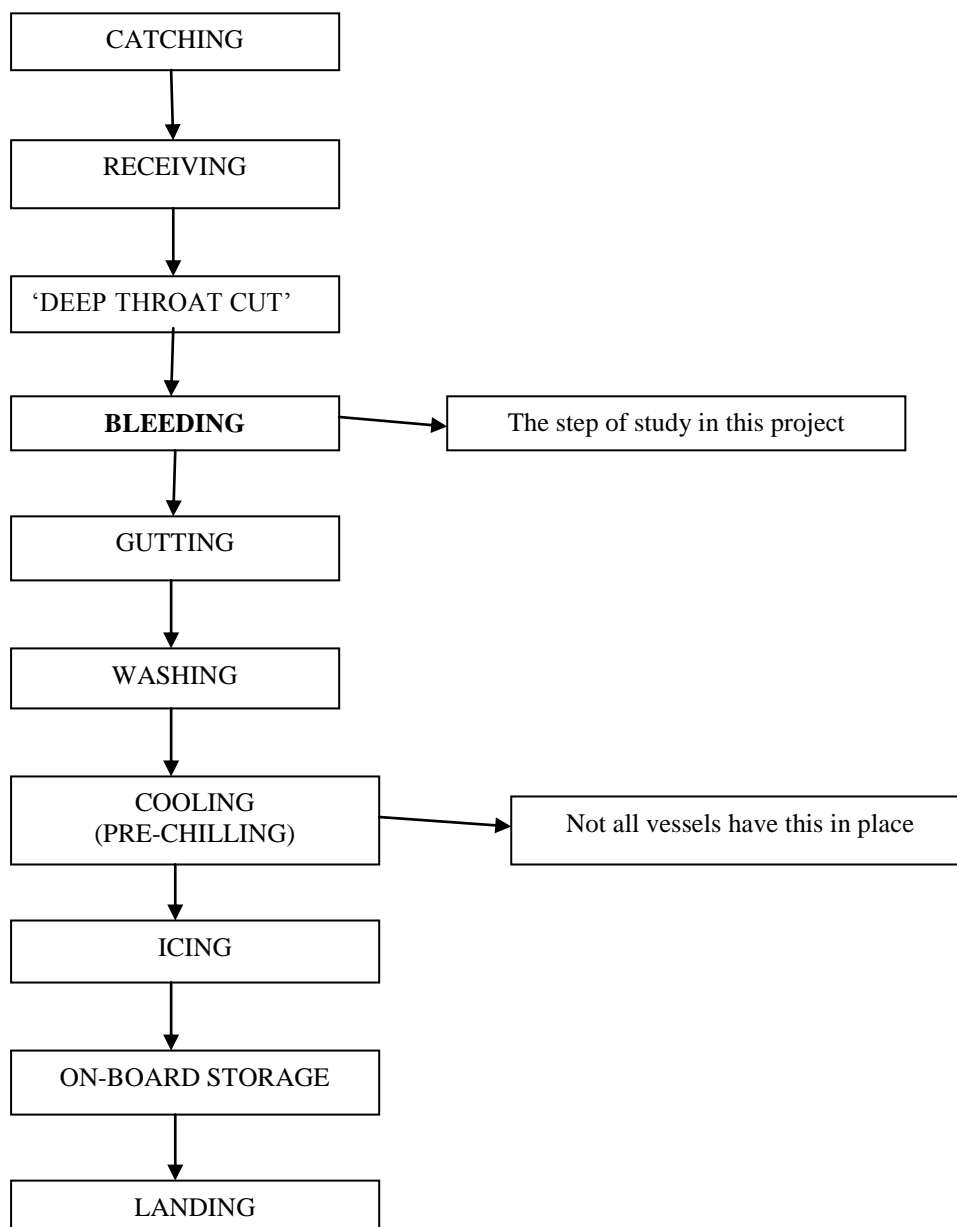 CATCHING
RECEIVING
‘DEEP THROAT CUT’
BLEEDING
The step of study in this project
GUTTING
WASHING
COOLING
(PRE-CHILLING)
Not all vessels have this in place
ICING
ON-BOARD STORAGE
LANDING